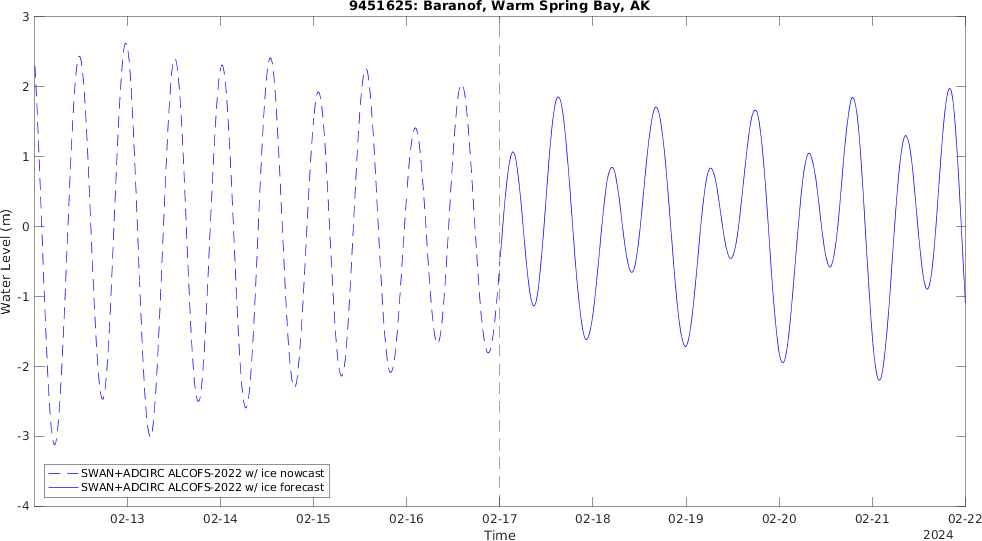 9451625: Baranof, Warm Spring Bay, AK
3
2
1
0
-1
-2
-3
-4
Water Level (m)
SWAN+ADCIRC ALCOFS-2022 w/ ice nowcast
SWAN+ADCIRC ALCOFS-2022 w/ ice forecast
02-13 02-14 02-15 02-16 02-17 02-18 02-19 02-20 02-21 02-22
Time
2024